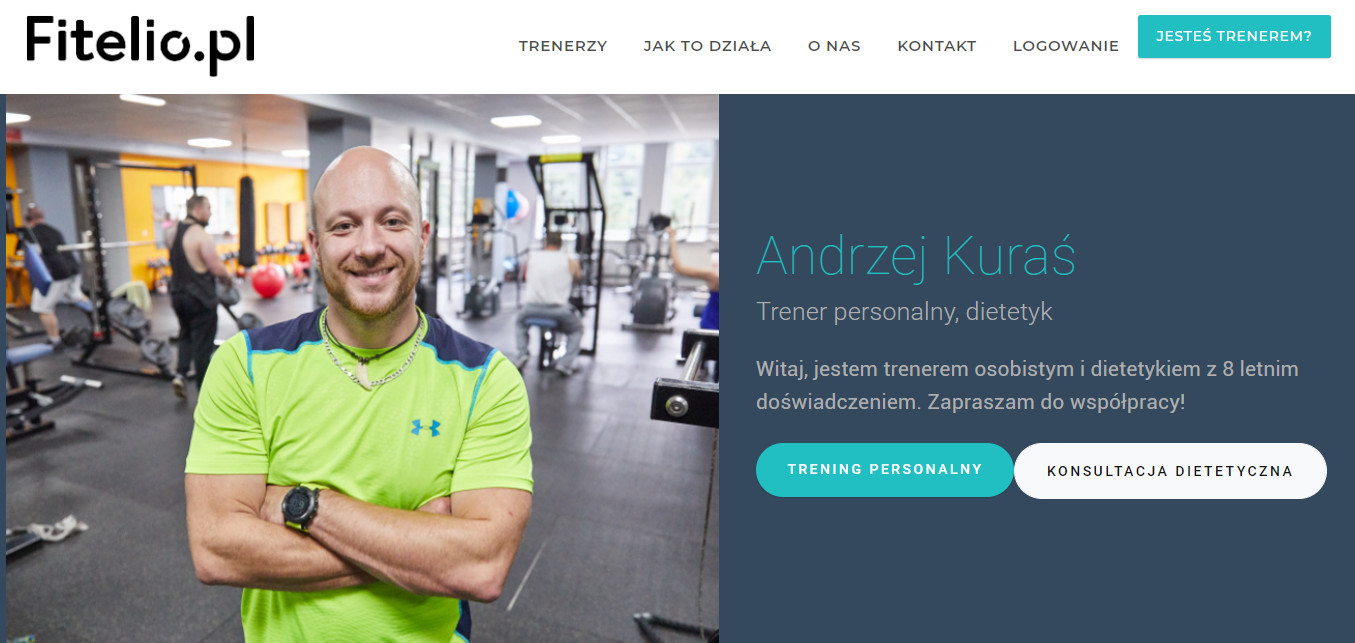 Fitelio.pl
TRENERZY JAK TO DZIAŁA O NAS KONTAKT LOGOWANIE JESTEŚ TRENEREM?
Andrzej Kuraś
Trener personalny, dietetyk
Witaj, jestem trenerem osobistym i dietetykiem z 8 letnim
doświadczeniem. Zapraszam do współpracy!
TRENING PERSONALNY KONSULTACJA DIETETYCZNA